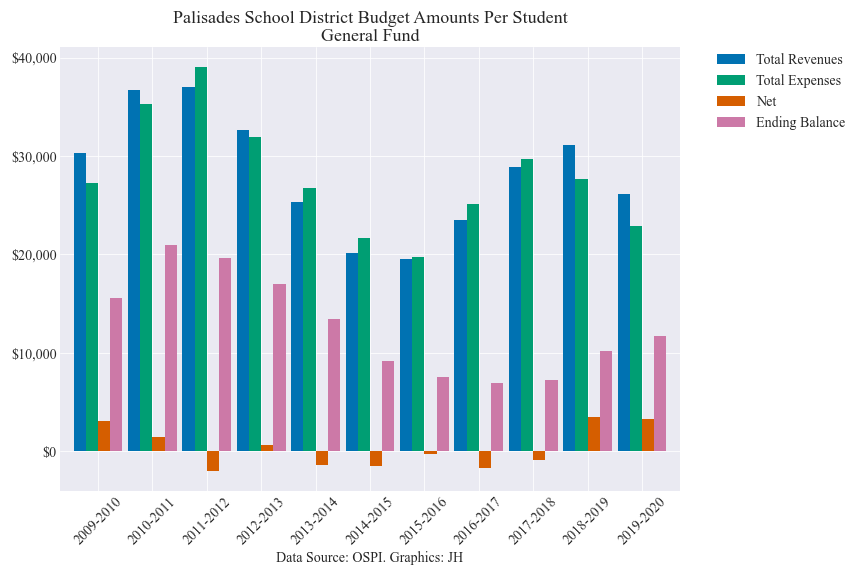 Palisades School District Budget Amounts Per Student
General Fund
Total Revenues
Total Expenses
Net
Ending Balance
$40,000
$30,000
$20,000
$10,000
$0
2009-2010
2010-2011
2011-2012
2012-2013
2013-2014
2014-2015
2015-2016
2016-2017
2017-2018
2018-2019
2019-2020
Data Source: OSPI. Graphics: JH